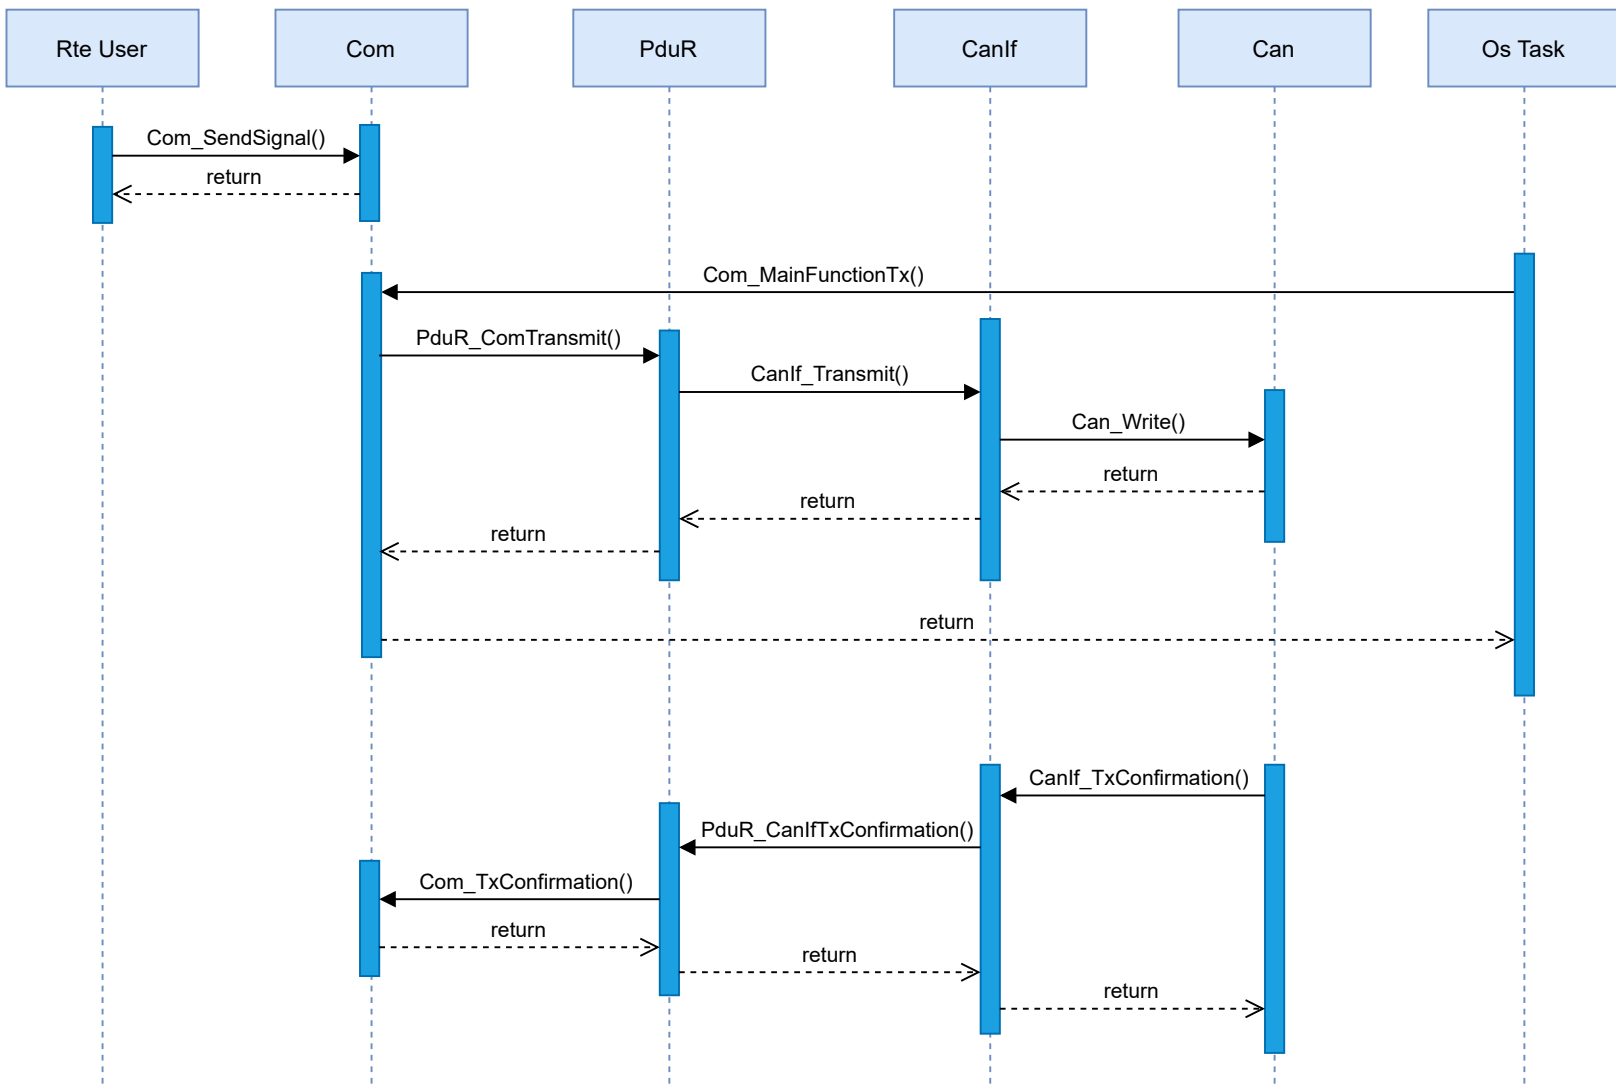 Rte User
Com
PduR
CanIf
Can
Os Task
Com_SendSignal()
return
Com_MainFunctionTx()
PduR_ComTransmit()
CanIf_Transmit()
Can_Write()
return
return
return
return
CanIf_TxConfirmation()
PduR_CanIfTxConfirmation()
Com_TxConfirmation()
return
return
return